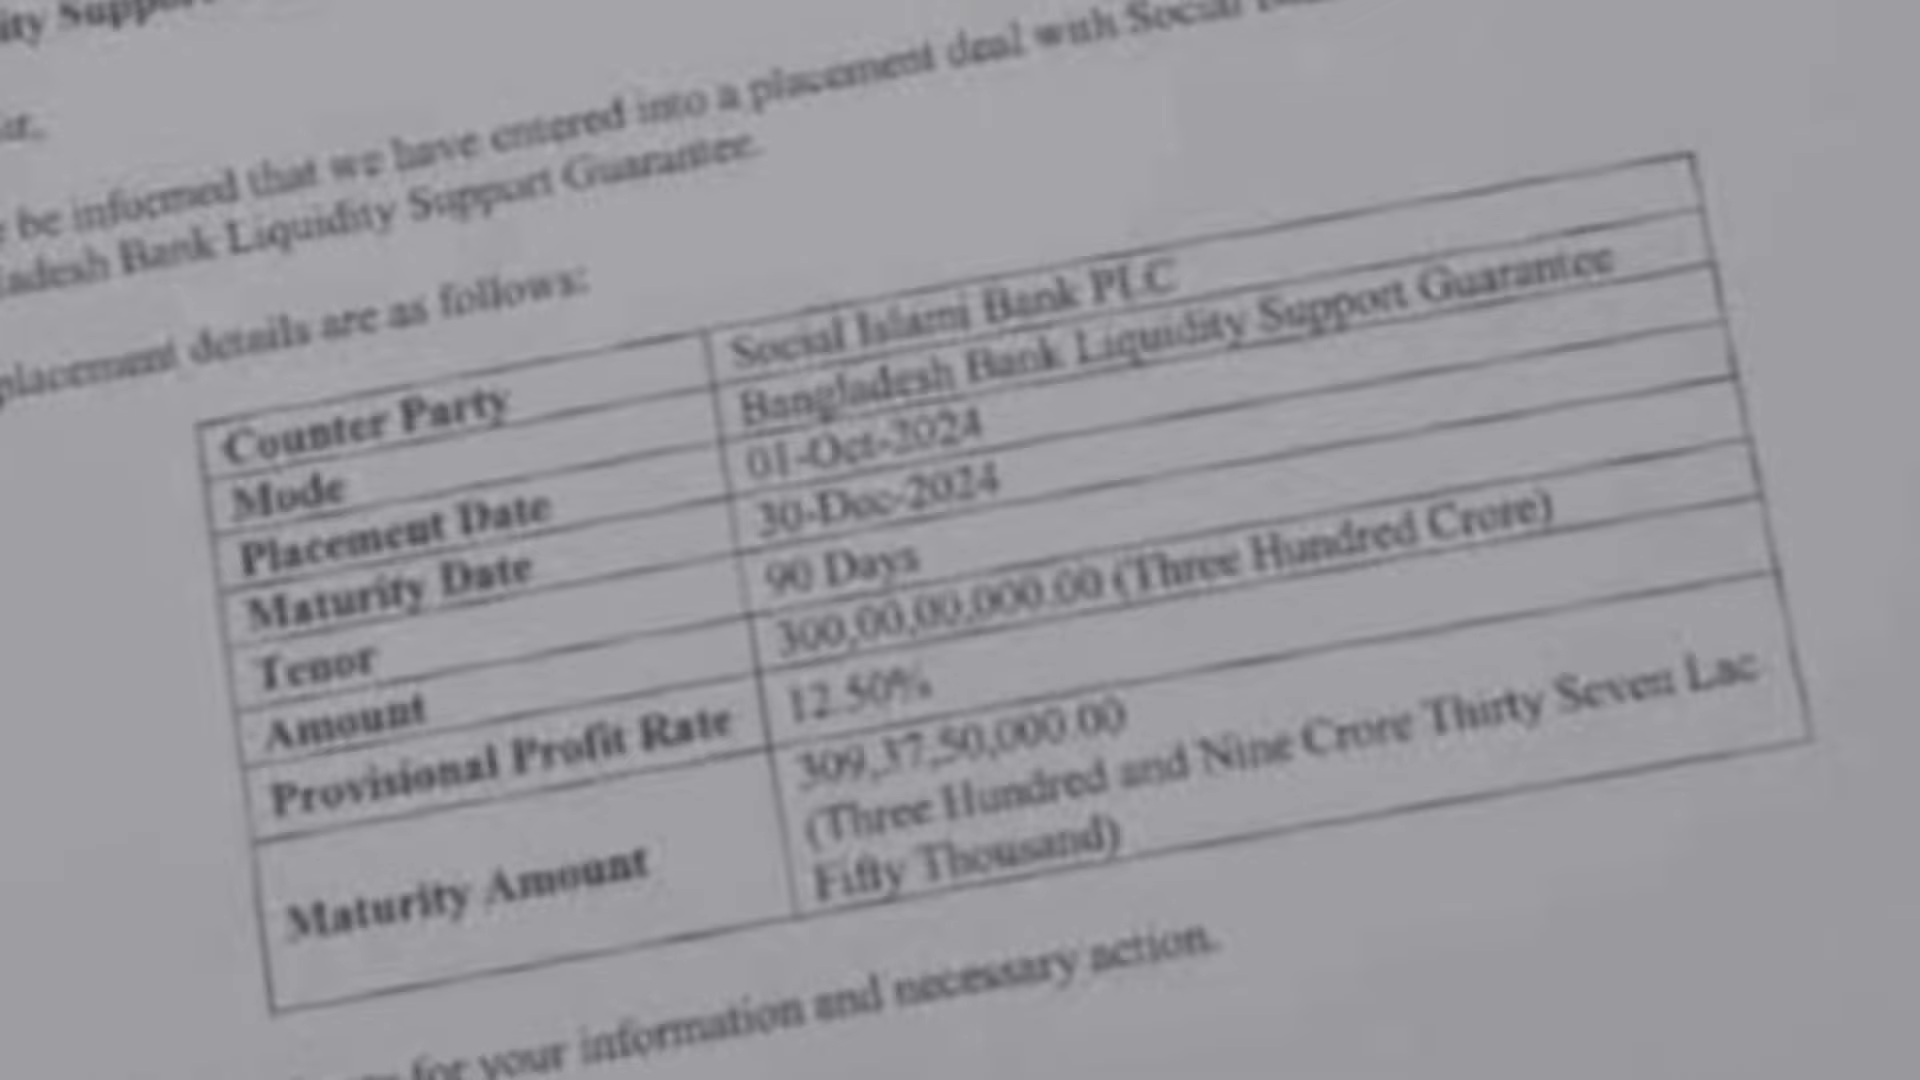 ity Support
be informed that we have entered into a placement deal with Social
adesh Bank Liquidity Support Guarantee.
placement details are as follows:
Counter Party Social Islami Bank PLC
Mode Bangladesh Bank Liquidity Support Guarantee
Placement Date 01-Oct-2024
Maturity Date 30-Dec-2024
Tenor 90 Days
Amount 300,00,00,000.00 (Three Hundred Crore)
Provisional Profit Rate 12.50%
Maturity Amount 309,37,50,000.00
(Three Hundred and Nine Crore Thirty Seven Lac
Fifty Thousand)
for your information and necessary action.